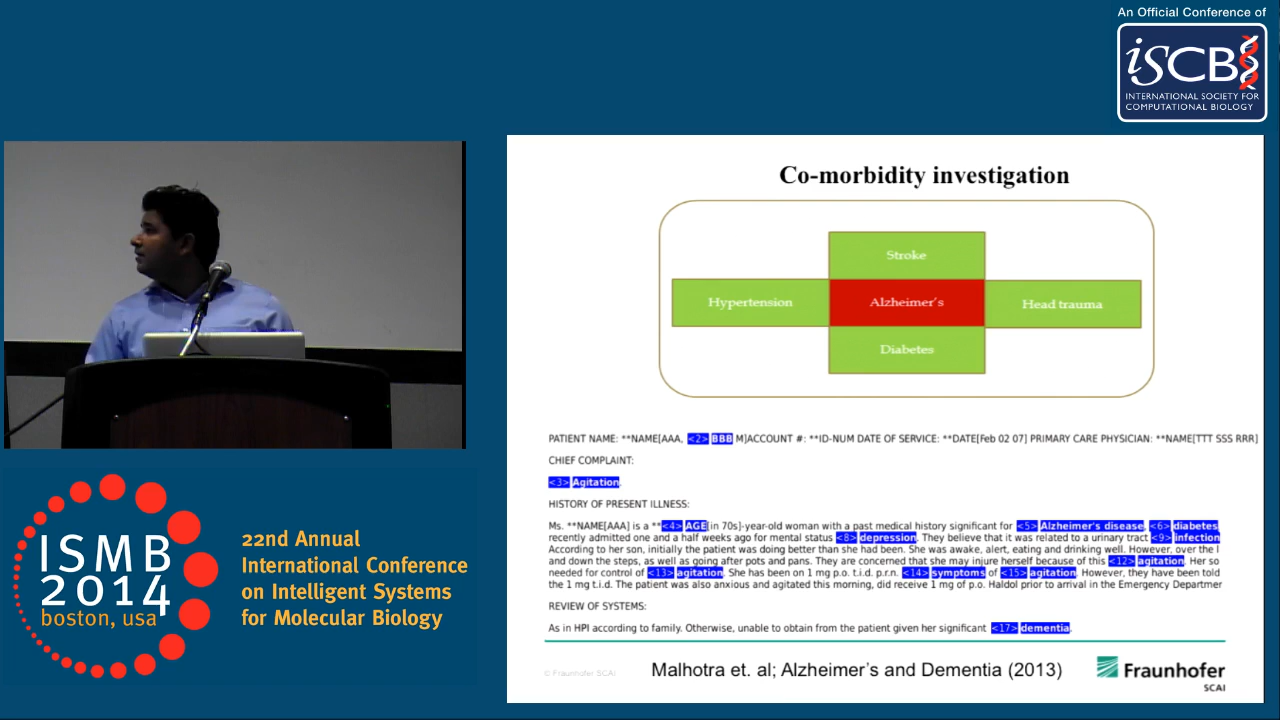 An Official Conference of
iSCB
INTERNATIONAL SOCIETY FOR
COMPUTATIONAL BIOLOGY
Co-morbidity investigation
Stroke
Hypertension
Alzheimer's
Head trauma
Diabetes
PATIENT NAME: **NAME[AAA, <2> BBB M]ACCOUNT #: **ID-NUM DATE OF SERVICE: **DATE[Feb 02 07] PRIMARY CARE PHYSICIAN: **NAME[TTT SSS RRR]
CHIEF COMPLAINT:
<3> Agitation.
HISTORY OF PRESENT ILLNESS:
Ms. **NAME[AAA] is a **<4> AGE[in 70s]-year-old woman with a past medical history significant for <5> Alzheimer's disease, <6> diabetes
recently admitted one and a half weeks ago for mental status <8> depression. They believe that it was related to a urinary tract <9> infection
According to her son, initially the patient was doing better than she had been. She was awake, alert, eating and drinking well. However, over the l
and down the steps, as well as going after pots and pans. They are concerned that she may injure herself because of this <12> agitation. Her so
needed for control of <13> agitation. She has been on 1 mg p.o. t.i.d. p.r.n. <14> symptoms of <15> agitation. However, they have been told
the 1 mg t.i.d. The patient was also anxious and agitated this morning, did receive 1 mg of p.o. Haldol prior to arrival in the Emergency Departmer
REVIEW OF SYSTEMS:
As in HPI according to family. Otherwise, unable to obtain from the patient given her significant <17> dementia.
© Fraunhofer SCAI
Malhotra et. al; Alzheimer's and Dementia (2013)
Fraunhofer
SCAI
ISMB
2014
boston, usa
22nd Annual
International Conference
on Intelligent Systems
for Molecular Biology